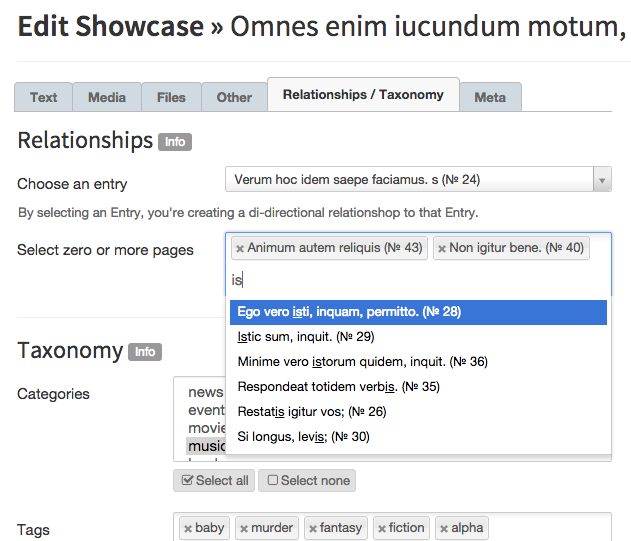 Edit Showcase » Omnes enim iucundum motum,
Text Media Files Other Relationships / Taxonomy Meta
Relationships Info
Choose an entry Verum hoc idem saepe faciamus. s (№ 24)
By selecting an Entry, you're creating a di-directional relationshop to that Entry.
Select zero or more pages × Animum autem reliquis (№ 43) × Non igitur bene. (№ 40)
is
Ego vero isti, inquam, permitto. (№ 28)
Istic sum, inquit. (№ 29)
Minime vero istorum quidem, inquit. (№ 36)
Respondeat totidem verbis. (№ 35)
Restatis igitur vos; (№ 26)
Si longus, levis; (№ 30)
Taxonomy Info
Categories
news
event
movie
music
Select all Select none
Tags × baby × murder × fantasy × fiction × alpha